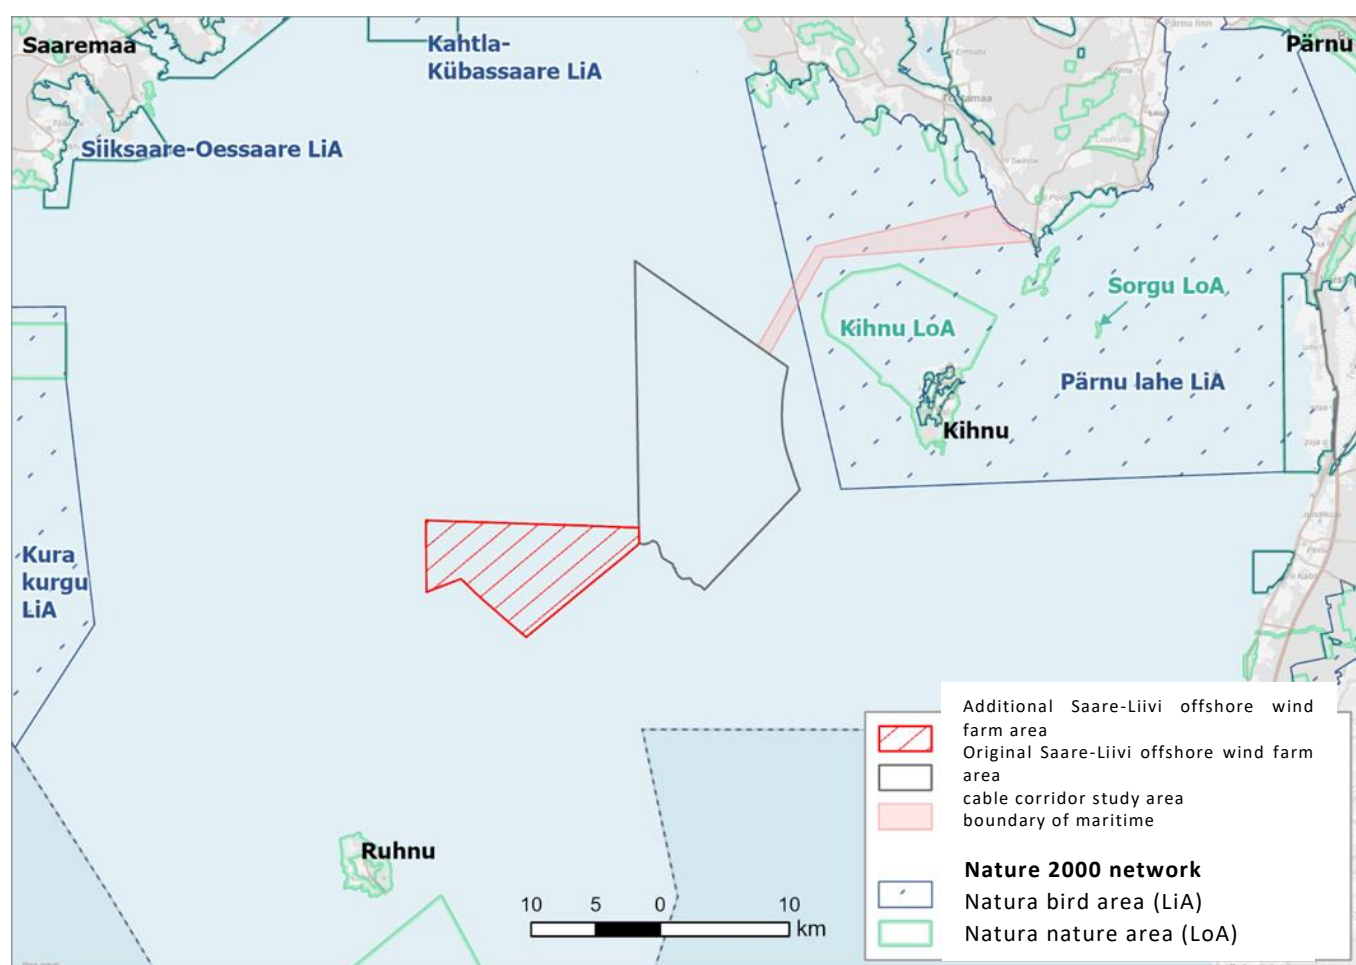 Saaremaa
Kahtla-
Kübassaare LiA
Pärnu linn
Pärnu
Siiksaare-Oessaare LiA
Sorgu LoA
Kihnu LoA
Pärnu lahe LiA
Kihnu
Kura
kurgu
LiA
Ruhnu
10 5 0 10
km
Additional Saare-Liivi offshore wind
farm area
Original Saare-Liivi offshore wind farm
area
cable corridor study area
boundary of maritime
Nature 2000 network
Natura bird area (LiA)
Natura nature area (LoA)